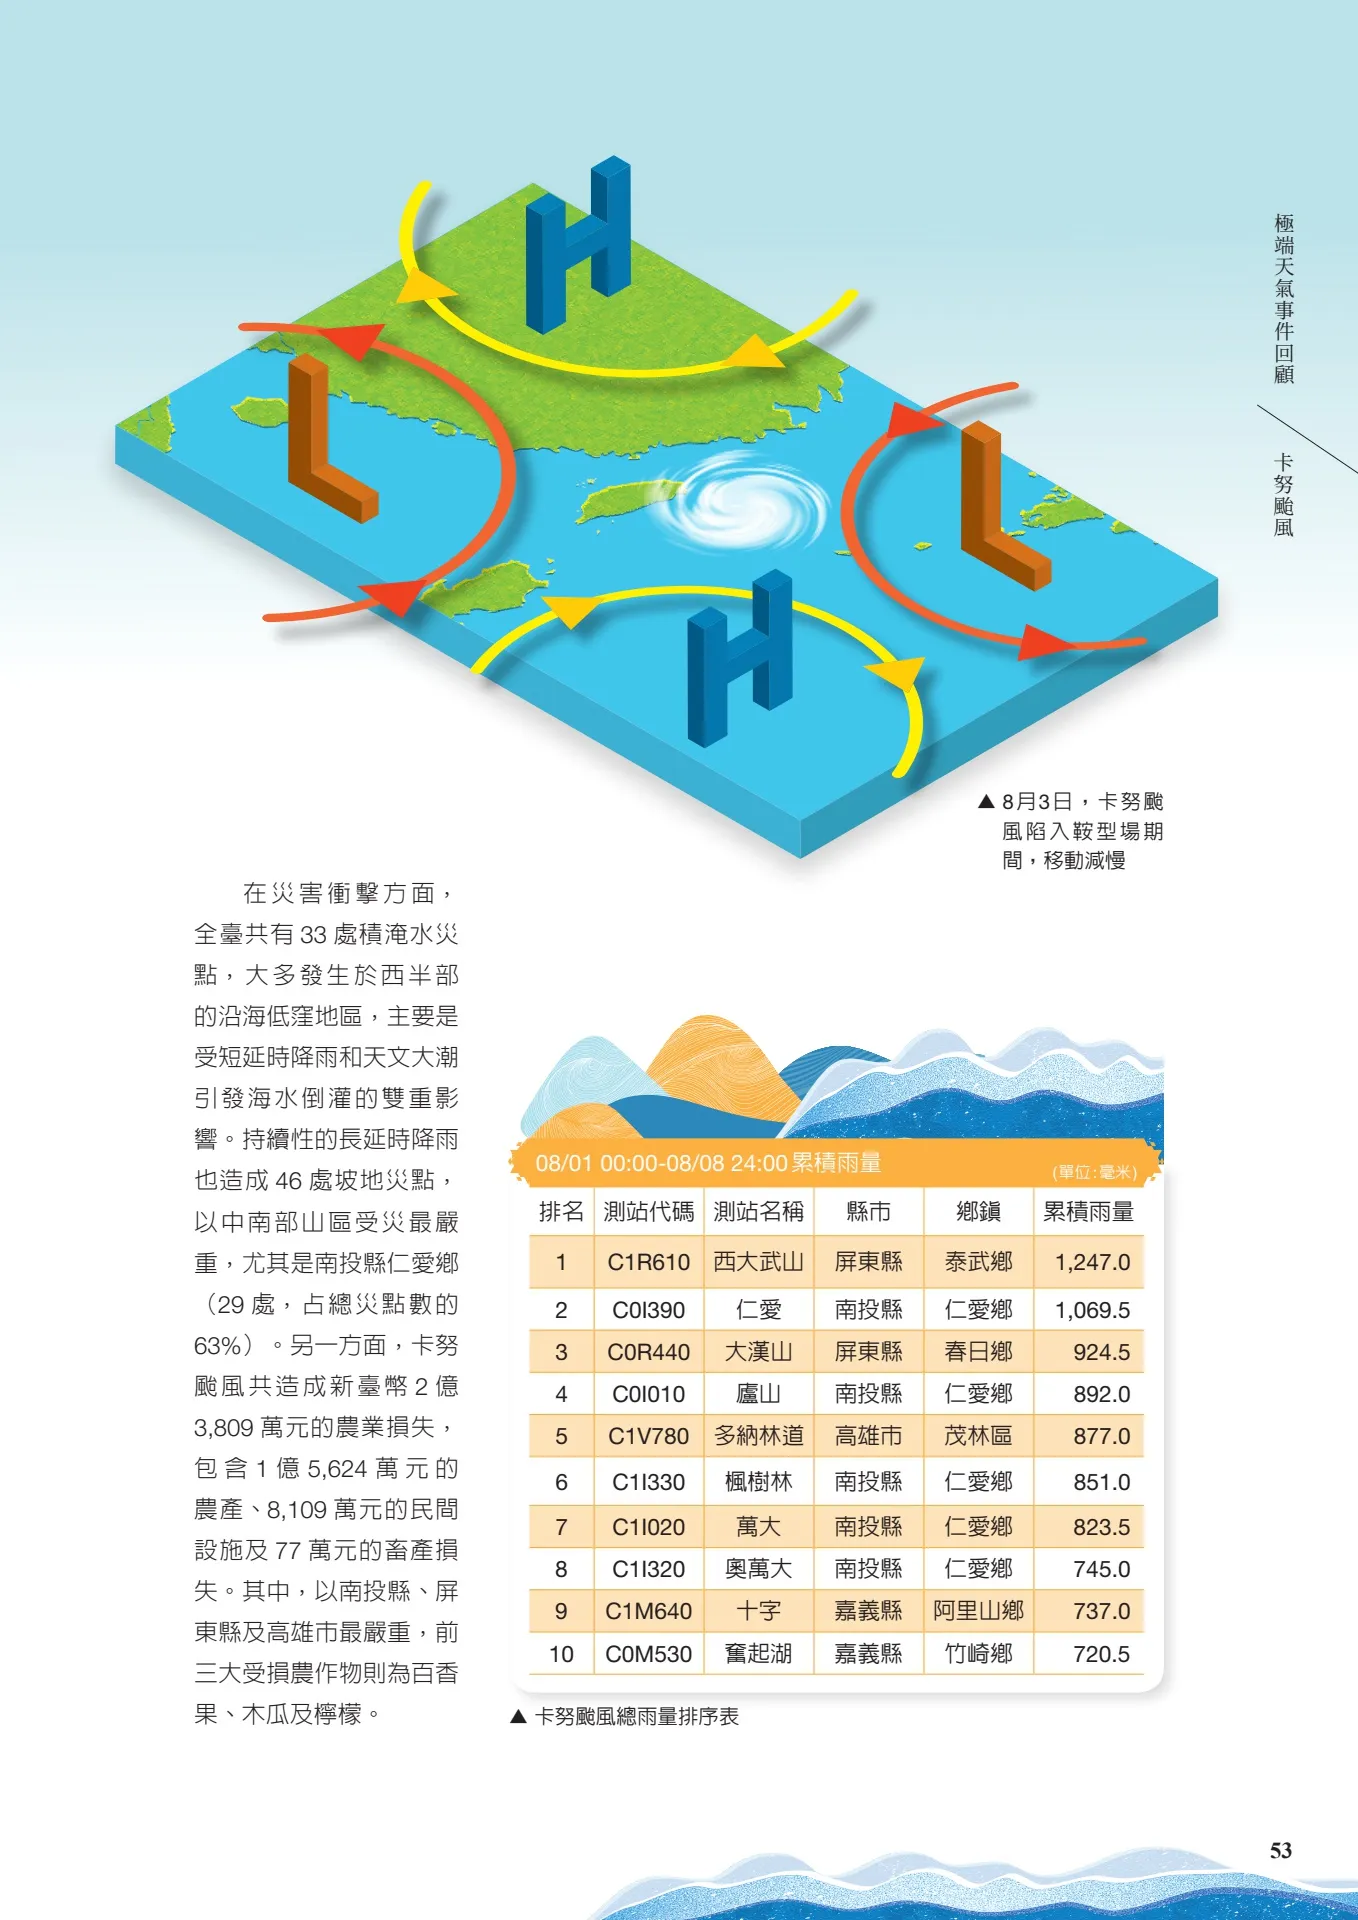 極端天氣事件回顧
卡努颱風
H
L
L
H
▲ 8月3日，卡努颱
風陷入鞍型場期
間，移動減慢
在災害衝擊方面，
全臺共有 33 處積淹水災
點，大多發生於西半部
的沿海低窪地區，主要是
受短延時降雨和天文大潮
引發海水倒灌的雙重影
響。持續性的長延時降雨
也造成 46 處坡地災點，
以中南部山區受災最嚴
重，尤其是南投縣仁愛鄉
（29 處，占總災點數的
63%）。另一方面，卡努
颱風共造成新臺幣 2 億
3,809 萬元的農業損失，
包含 1 億 5,624 萬元的
農產、8,109 萬元的民間
設施及 77 萬元的畜產損
失。其中，以南投縣、屏
東縣及高雄市最嚴重，前
三大受損農作物則為百香
果、木瓜及檸檬。
08/01 00:00-08/08 24:00累積雨量 (單位:毫米)
排名 測站代碼 測站名稱 縣市 鄉鎮 累積雨量
1 C1R610 西大武山 屏東縣 泰武鄉 1,247.0
2 C0I390 仁愛 南投縣 仁愛鄉 1,069.5
3 C0R440 大漢山 屏東縣 春日鄉 924.5
4 C0I010 廬山 南投縣 仁愛鄉 892.0
5 C1V780 多納林道 高雄市 茂林區 877.0
6 C1I330 楓樹林 南投縣 仁愛鄉 851.0
7 C1I020 萬大 南投縣 仁愛鄉 823.5
8 C1I320 奧萬大 南投縣 仁愛鄉 745.0
9 C1M640 十字 嘉義縣 阿里山鄉 737.0
10 C0M530 奮起湖 嘉義縣 竹崎鄉 720.5
▲ 卡努颱風總雨量排序表
53